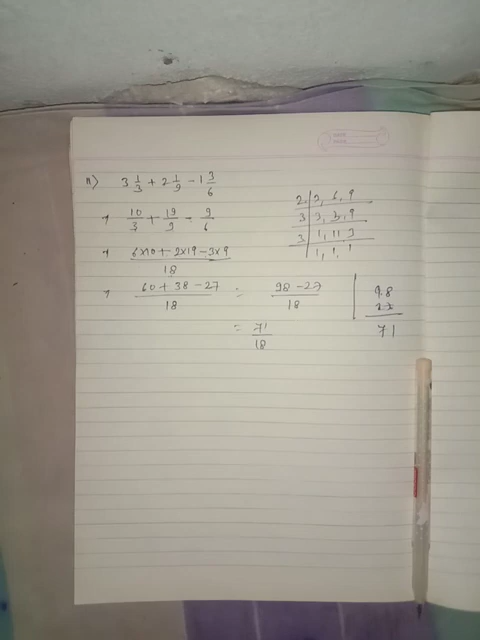 n) 3 1/3 + 2 1/9 - 1 3/6
→ 10/3 + 19/9 - 9/6
2 | 3, 6, 9
3 | 3, 3, 9
3 | 1, 1, 3
1, 1, 1
→ 6×10 + 2×19 - 3×9 / 18
→ 60 + 38 - 27 / 18 = 98 - 27 / 18
98
27
71
= 71/18